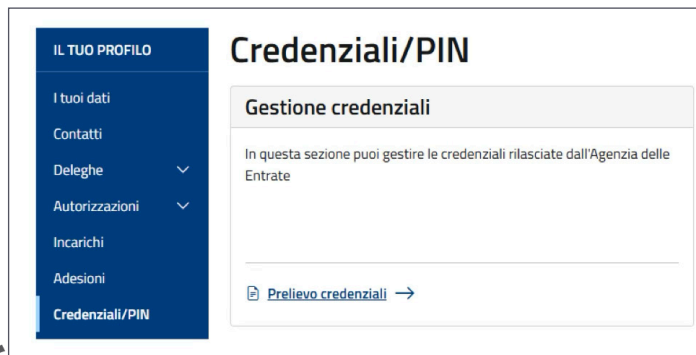 IL TUO PROFILO
I tuoi dati
Contatti
Deleghe
Autorizzazioni
Incarichi
Adesioni
Credenziali/PIN
Credenziali/PIN
Gestione credenziali
In questa sezione puoi gestire le credenziali rilasciate dall'Agenzia delle
Entrate
Prelievo credenziali